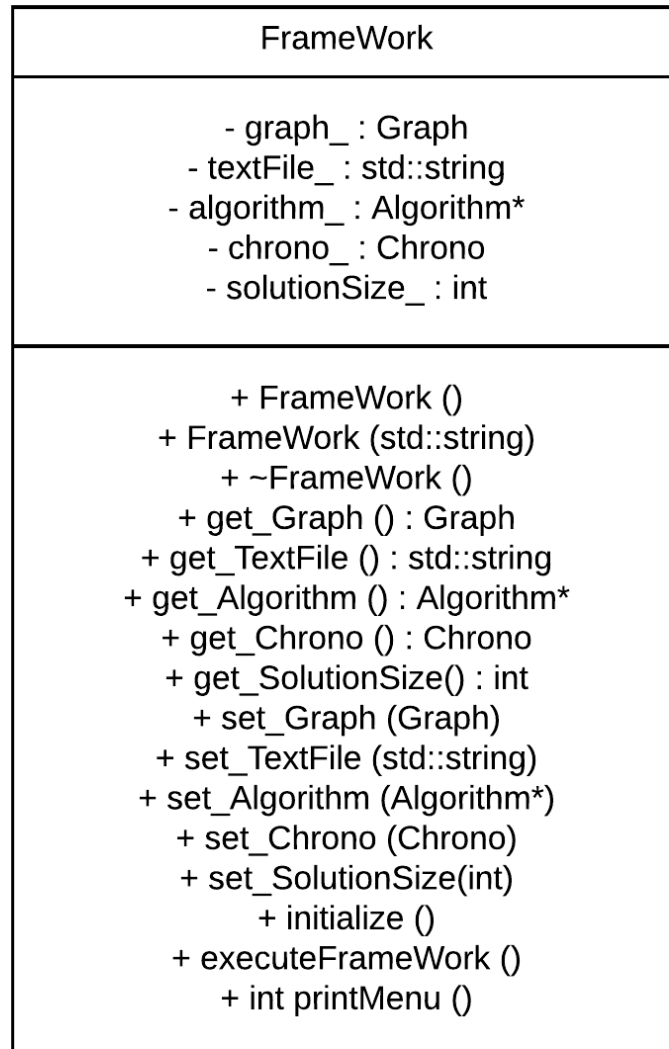 FrameWork
- graph_ : Graph
- textFile_ : std::string
- algorithm_ : Algorithm*
- chrono_ : Chrono
- solutionSize_ : int
+ FrameWork ()
+ FrameWork (std::string)
+ ~FrameWork ()
+ get_Graph () : Graph
+ get_TextFile () : std::string
+ get_Algorithm () : Algorithm*
+ get_Chrono () : Chrono
+ get_SolutionSize() : int
+ set_Graph (Graph)
+ set_TextFile (std::string)
+ set_Algorithm (Algorithm*)
+ set_Chrono (Chrono)
+ set_SolutionSize(int)
+ initialize ()
+ executeFrameWork ()
+ int printMenu ()